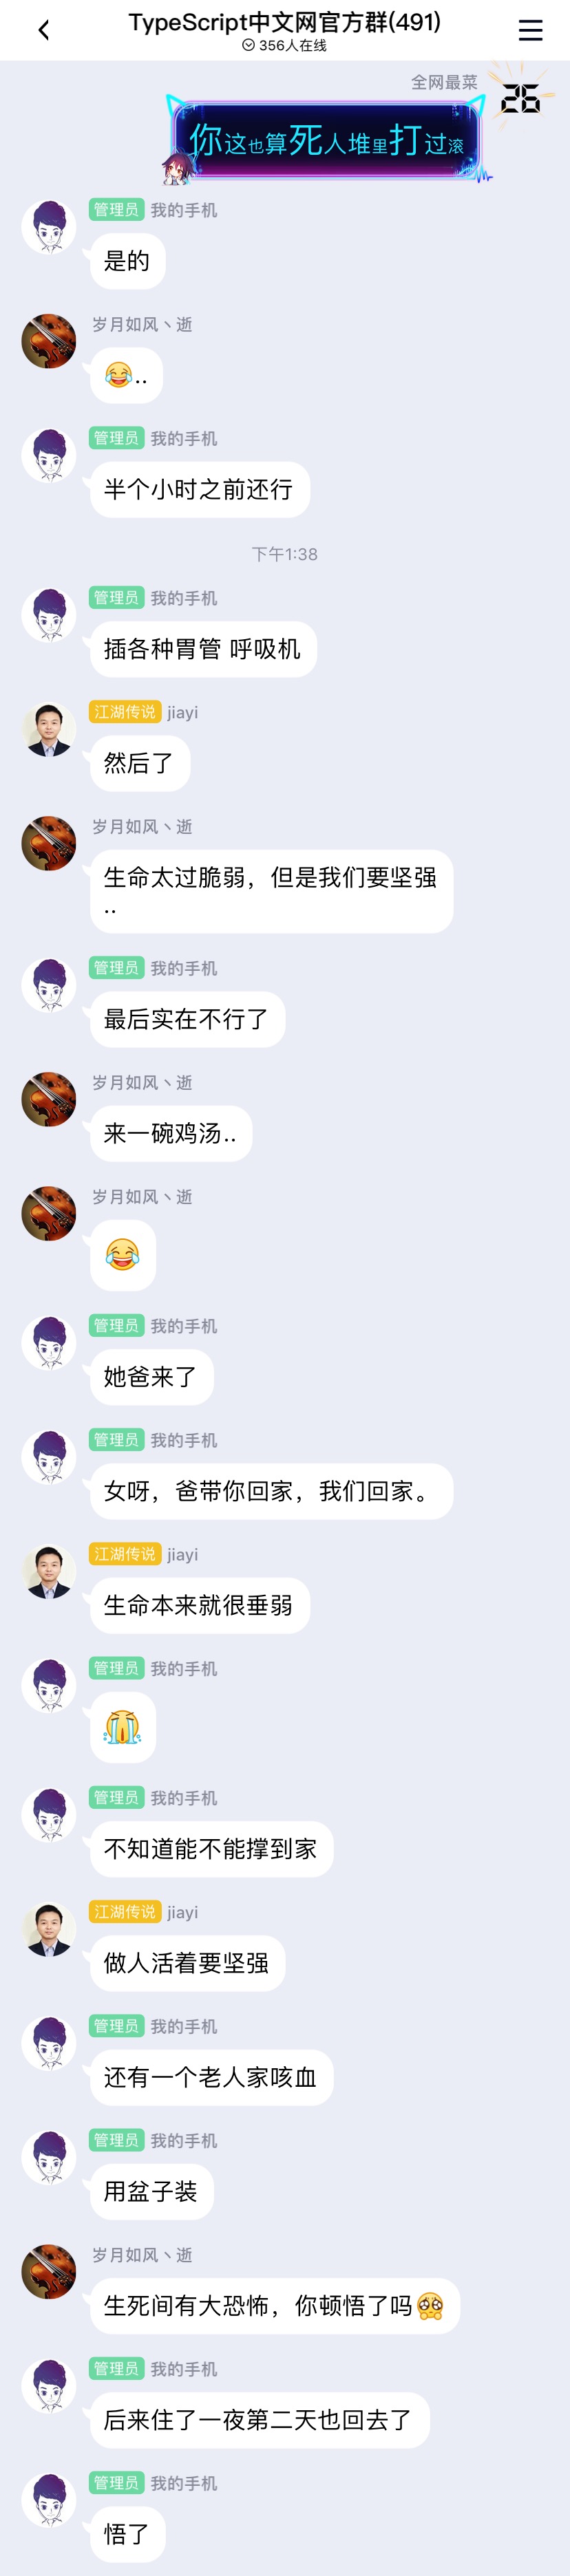 TypeScript中文网官方群(491)
356人在线
全网最菜
26
你这也算死人堆里打过滚
管理员 我的手机
是的
岁月如风丶逝
😂..
管理员 我的手机
半个小时之前还行
下午1:38
管理员 我的手机
插各种胃管 呼吸机
江湖传说 jiayi
然后了
岁月如风丶逝
生命太过脆弱，但是我们要坚强
..
管理员 我的手机
最后实在不行了
岁月如风丶逝
来一碗鸡汤..
岁月如风丶逝
😂
管理员 我的手机
她爸来了
管理员 我的手机
女呀，爸带你回家，我们回家。
江湖传说 jiayi
生命本来就很垂弱
管理员 我的手机
😭
管理员 我的手机
不知道能不能撑到家
江湖传说 jiayi
做人活着要坚强
管理员 我的手机
还有一个老人家咳血
管理员 我的手机
用盆子装
岁月如风丶逝
生死间有大恐怖，你顿悟了吗🥺
管理员 我的手机
后来住了一夜第二天也回去了
管理员 我的手机
悟了